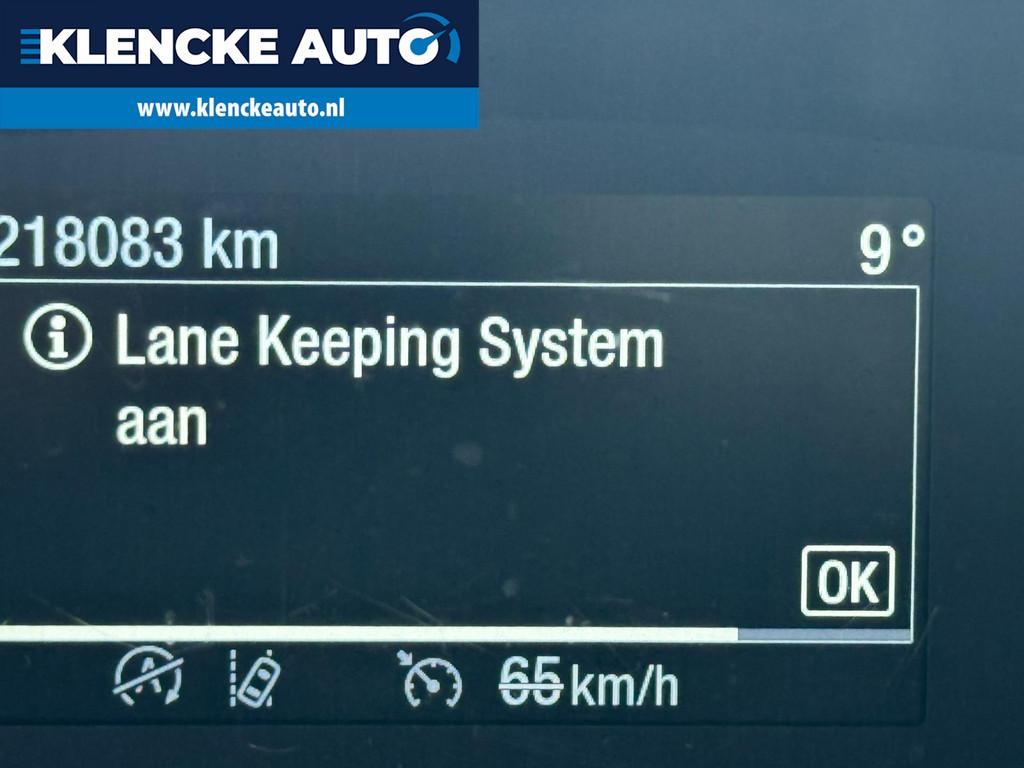 KLENCKE AUTO
www.klenckeauto.nl
218083 km 9°
i Lane Keeping System
aan
OK
A 65 km/h